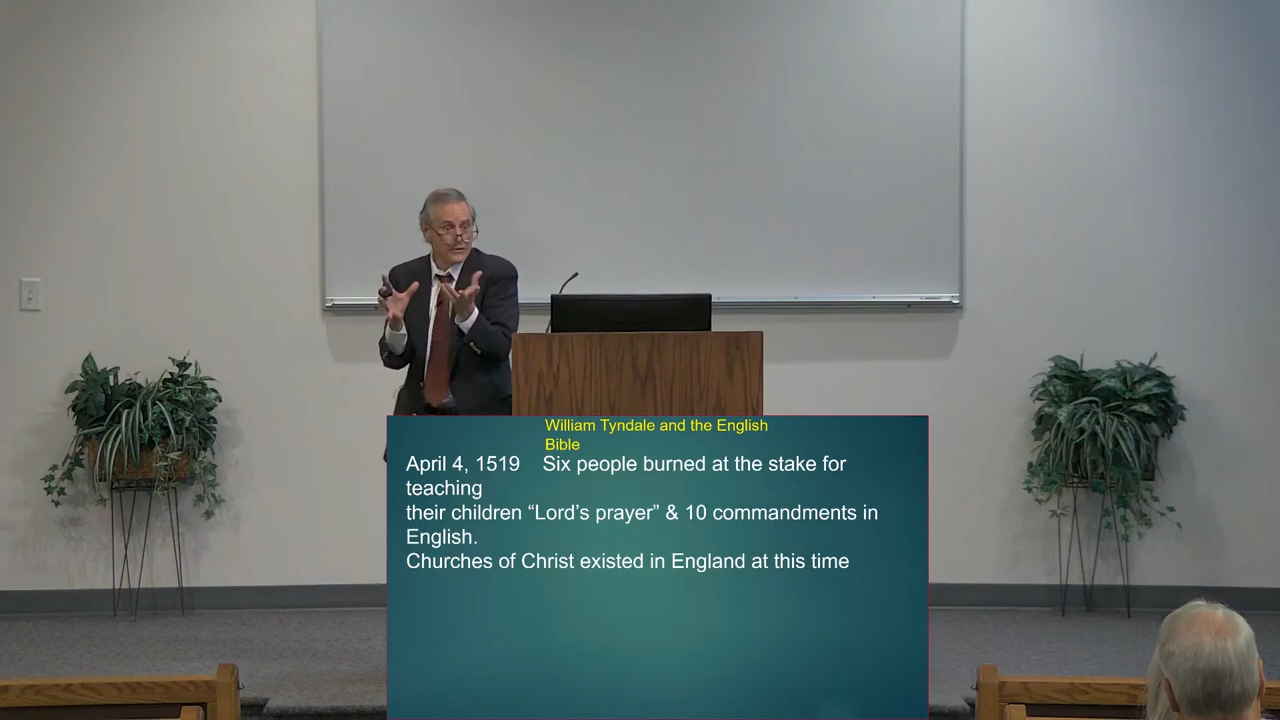 William Tyndale and the English
Bible
April 4, 1519 Six people burned at the stake for
teaching
their children “Lord’s prayer” & 10 commandments in
English.
Churches of Christ existed in England at this time